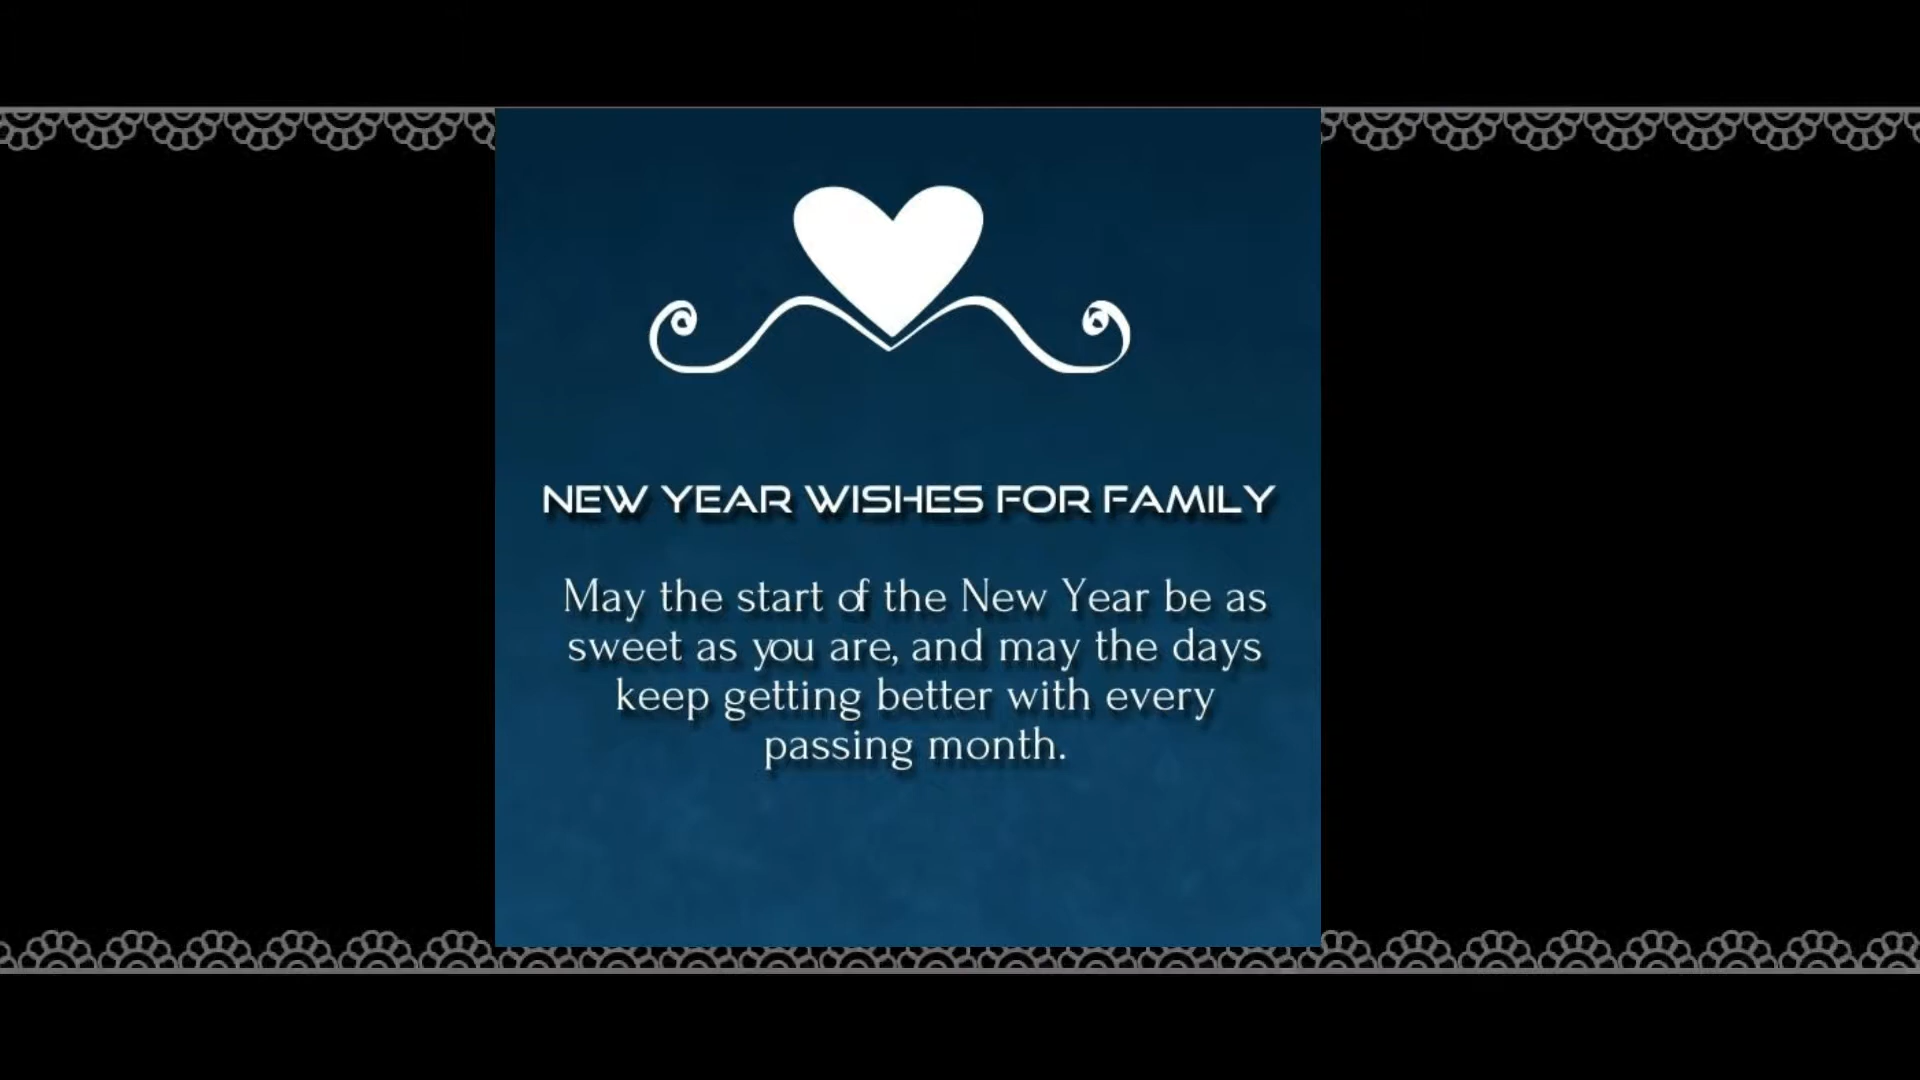 NEW YEAR WISHES FOR FAMILY
May the start of the New Year be as
sweet as you are, and may the days
keep getting better with every
passing month.